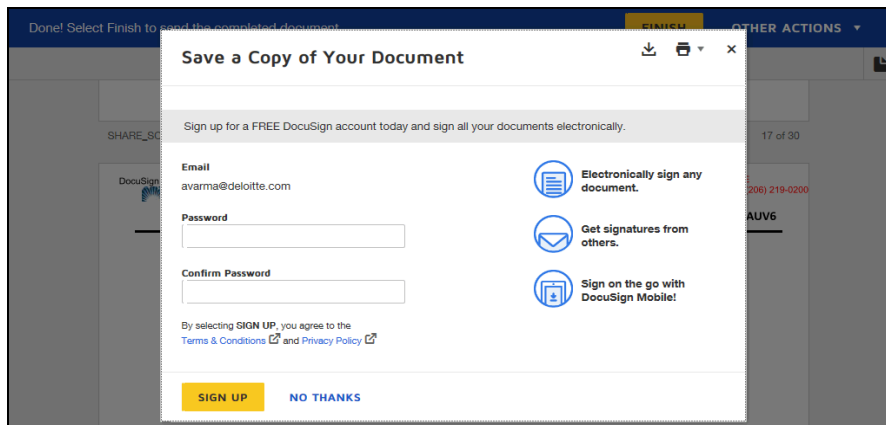 Done! Select Finish to send the completed document.
FINISH
OTHER ACTIONS
Save a Copy of Your Document
Sign up for a FREE DocuSign account today and sign all your documents electronically.
SHARE_SC
17 of 30
Email
avarma@deloitte.com
Password
Confirm Password
By selecting SIGN UP, you agree to the
Terms & Conditions and Privacy Policy
Electronically sign any
document.
Get signatures from
others.
Sign on the go with
DocuSign Mobile!
DocuSign
206) 219-0200
AUV6
SIGN UP
NO THANKS